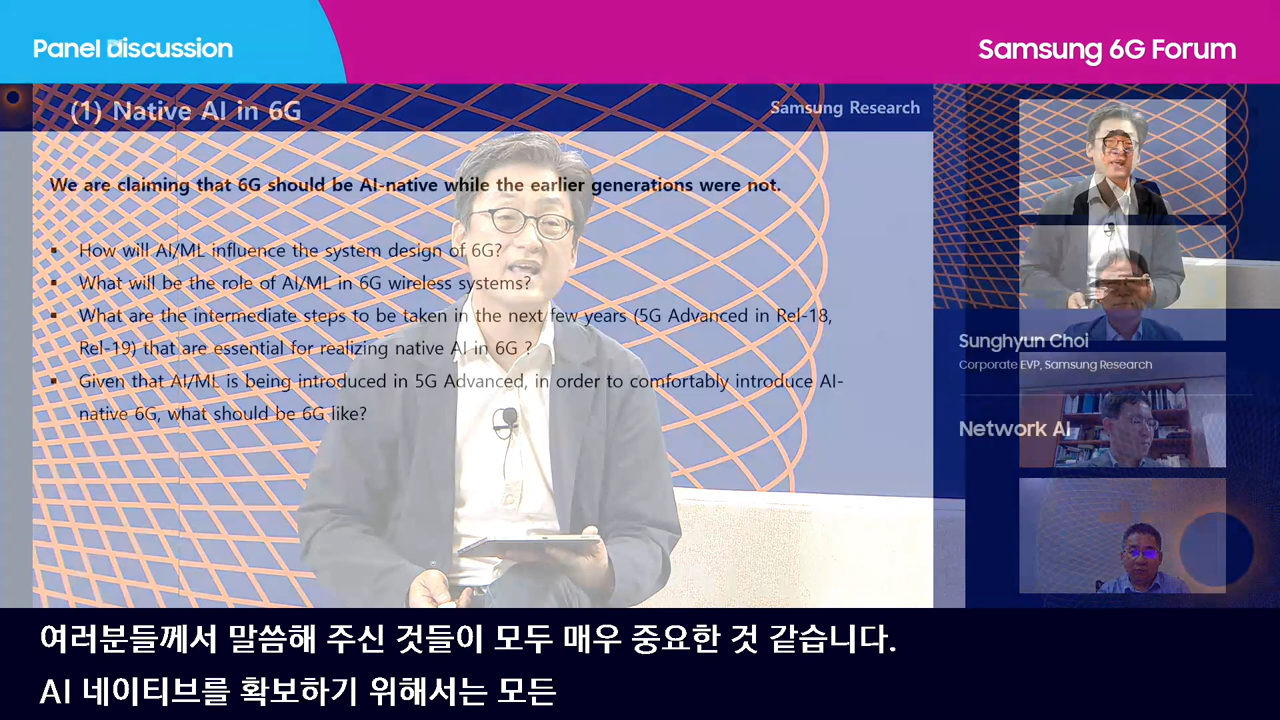 Panel discussion
Samsung 6G Forum
(1) Native AI in 6G
Samsung Research
We are claiming that 6G should be AI-native while the earlier generations were not.
▪ How will AI/ML influence the system design of 6G?
▪ What will be the role of AI/ML in 6G wireless systems?
▪ What are the intermediate steps to be taken in the next few years (5G Advanced in Rel-18,
Rel-19) that are essential for realizing native AI in 6G ?
▪ Given that AI/ML is being introduced in 5G Advanced, in order to comfortably introduce AI-
native 6G, what should be 6G like?
Sunghyun Choi
Corporate EVP, Samsung Research
Network AI
여러분들께서 말씀해 주신 것들이 모두 매우 중요한 것 같습니다.
AI 네이티브를 확보하기 위해서는 모든